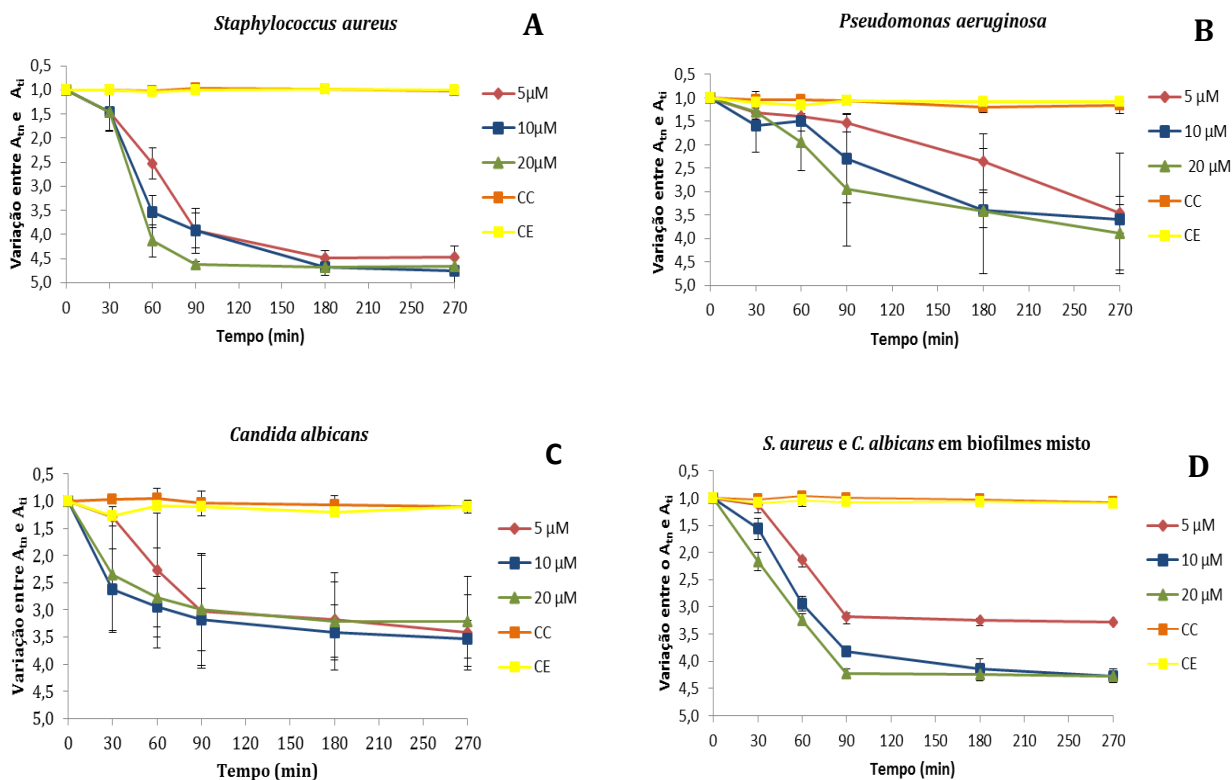 Staphylococcus aureus
A
Variação entre A_tn e A_ti
0,5
1,0
1,5
2,0
2,5
3,0
3,5
4,0
4,5
5,0
0 30 60 90 120 150 180 210 240 270
Tempo (min)
5µM
10µM
20µM
CC
CE
Pseudomonas aeruginosa
B
Variação entre A_tn e A_ti
0,5
1,0
1,5
2,0
2,5
3,0
3,5
4,0
4,5
5,0
0 30 60 90 120 150 180 210 240 270
Tempo (min)
5 µM
10 µM
20 µM
CC
CE
Candida albicans
C
Variação entre A_tn e A_ti
0,5
1,0
1,5
2,0
2,5
3,0
3,5
4,0
4,5
5,0
0 30 60 90 120 150 180 210 240 270
Tempo (min)
5 µM
10 µM
20 µM
CC
CE
S. aureus e C. albicans em biofilmes misto
D
Variação entre o A_tn e A_ti
0,5
1,0
1,5
2,0
2,5
3,0
3,5
4,0
4,5
5,0
0 30 60 90 120 150 180 210 240 270
Tempo (min)
5 µM
10 µM
20 µM
CC
CE